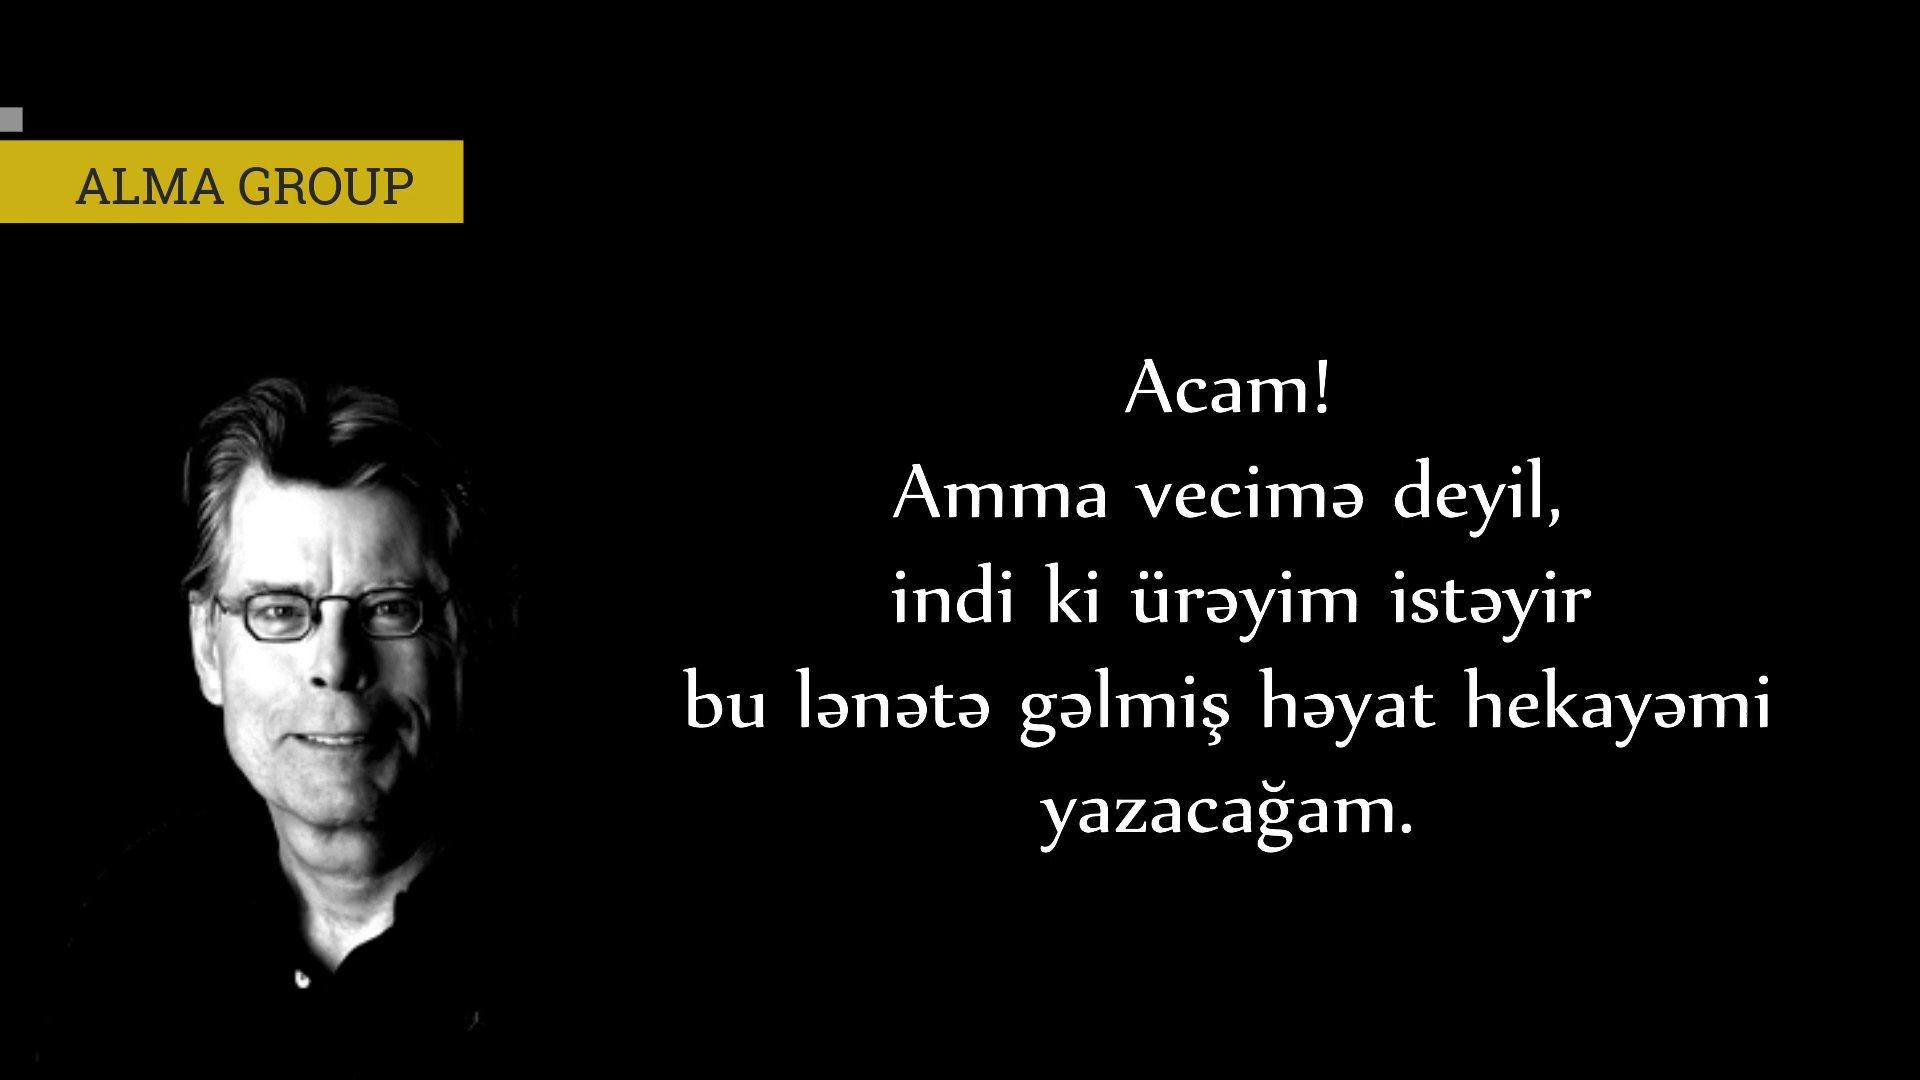 ALMA GROUP
Acam!
Amma vecimə deyil,
indi ki ürəyim istəyir
bu lənətə gəlmiş həyat hekayəmi
yazacağam.